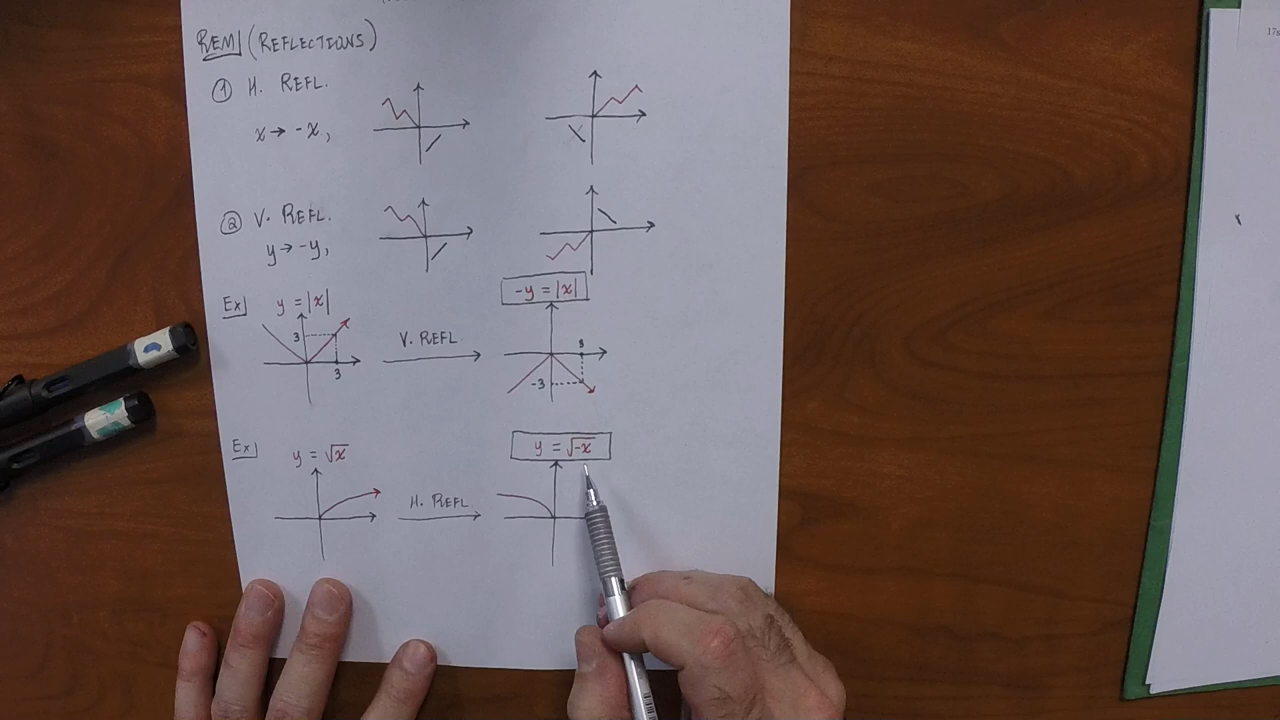 REM (REFLECTIONS)
① H. REFL.
x → -x,
② V. REFL.
y → -y,
Ex y = |x|
3
3
V. REFL
-y = |x|
3
-3
Ex y = √x
H. REFL
y = √-x